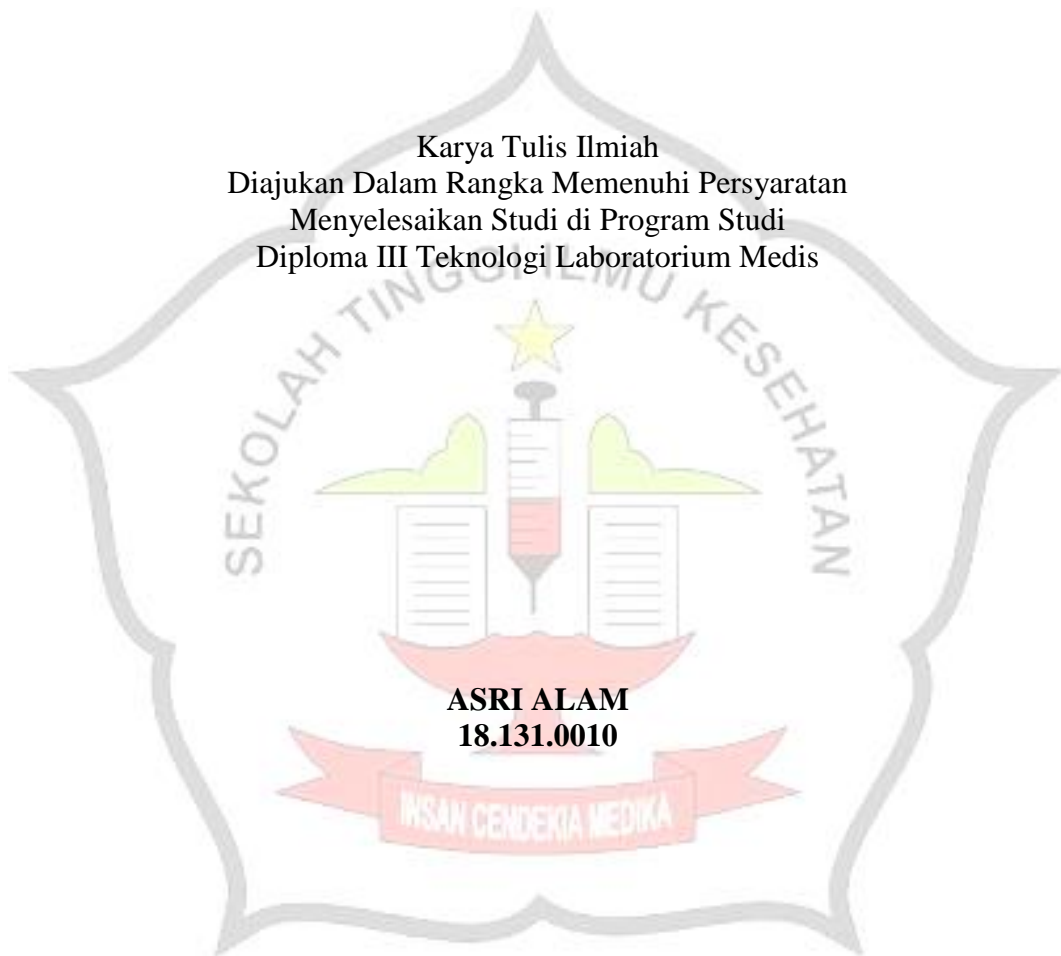 Karya Tulis Ilmiah
Diajukan Dalam Rangka Memenuhi Persyaratan
Menyelesaikan Studi di Program Studi
Diploma III Teknologi Laboratorium Medis
SEKOLAH TINGGI ILMU KESEHATAN
ASRI ALAM
18.131.0010
INSAN CENDEKIA MEDIKA